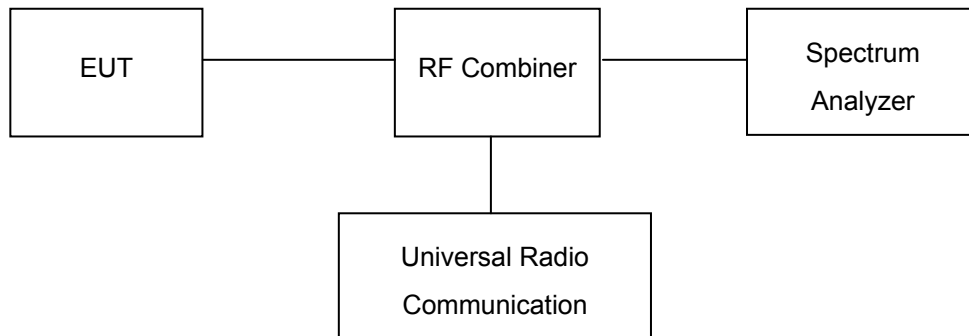 EUT
RF Combiner
Spectrum
Analyzer
Universal Radio
Communication